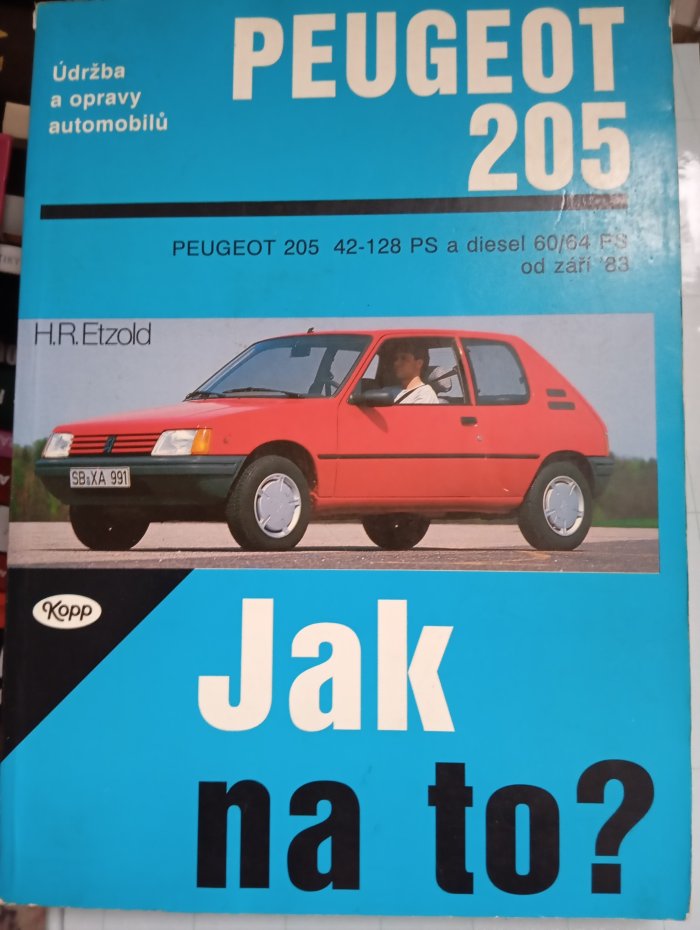 Údržba
a opravy
automobilů
PEUGEOT
205
PEUGEOT 205 42-128 PS a diesel 60/64 PS
od září '83
H.R.Etzold
SB XA 991
Kopp
Jak
na to?